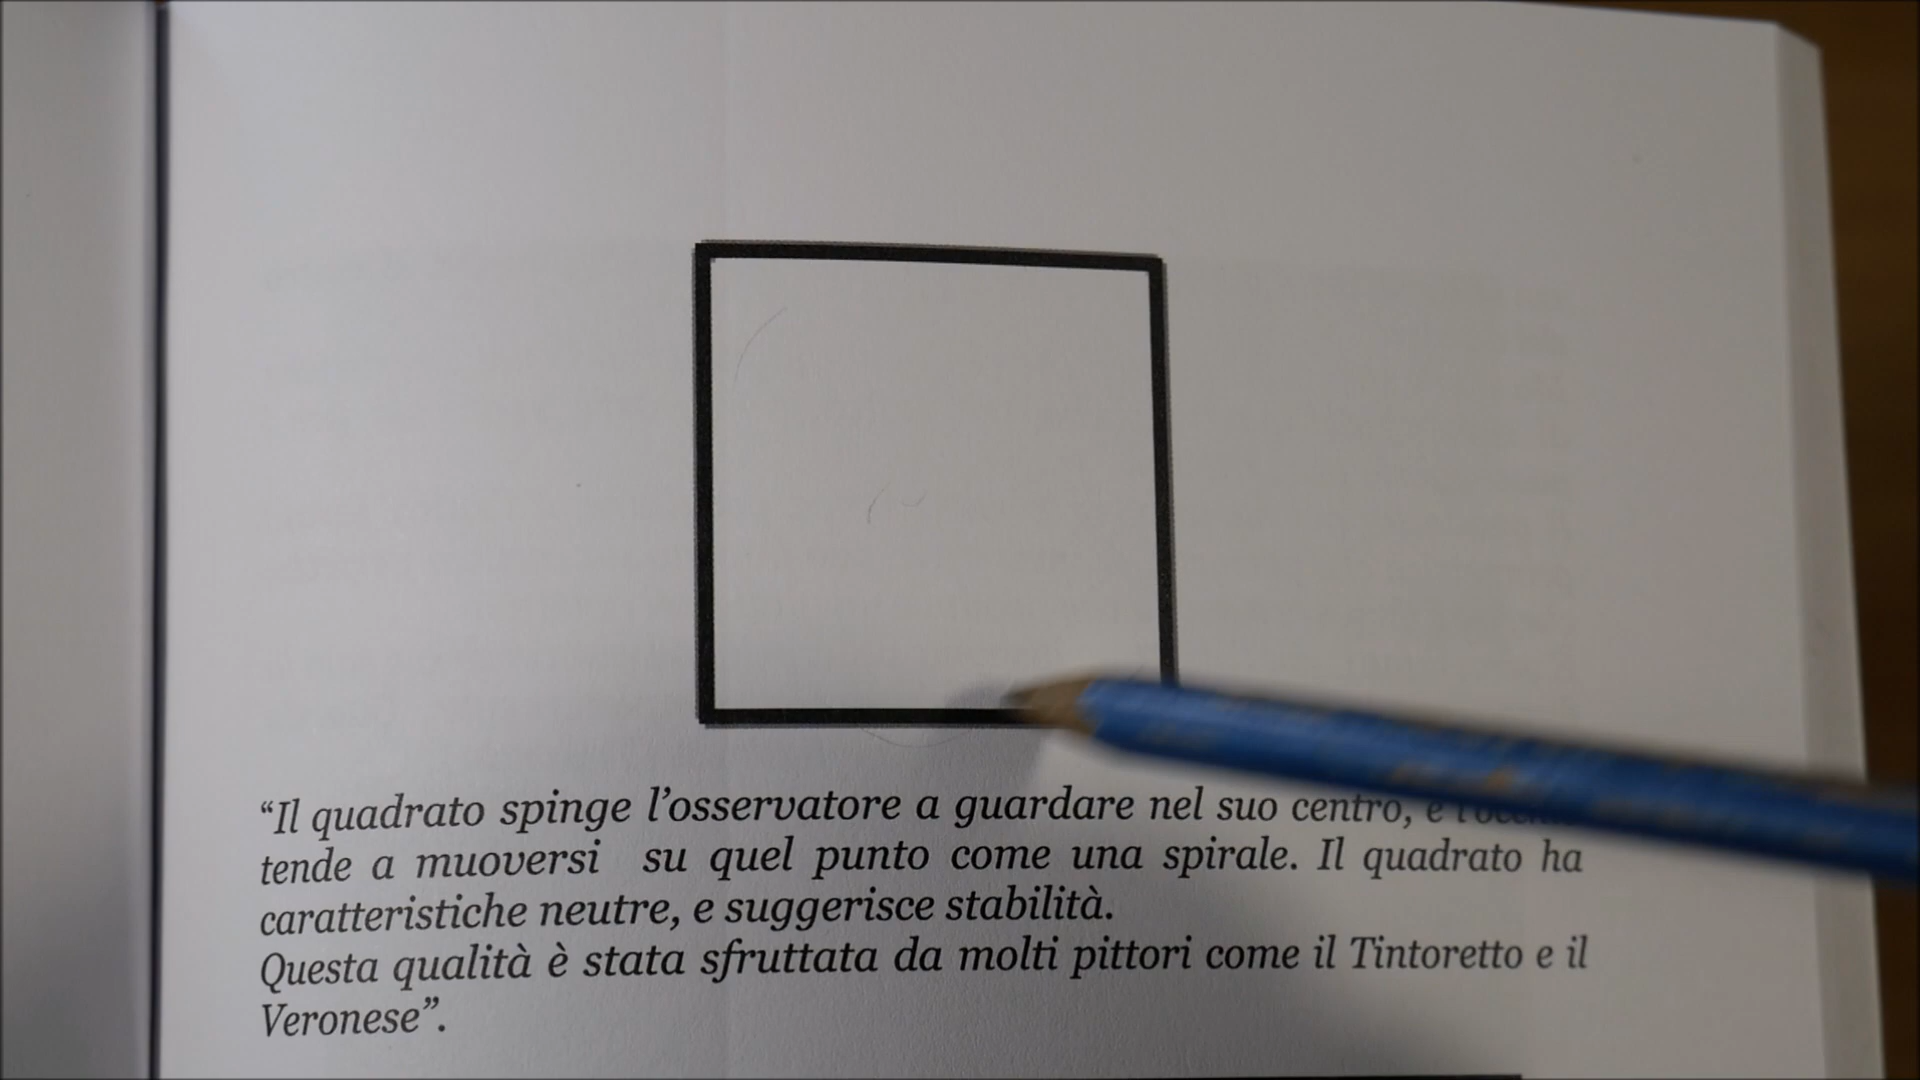 “Il quadrato spinge l’osservatore a guardare nel suo centro, e
tende a muoversi su quel punto come una spirale. Il quadrato ha
caratteristiche neutre, e suggerisce stabilità.
Questa qualità è stata sfruttata da molti pittori come il Tintoretto e il
Veronese”.